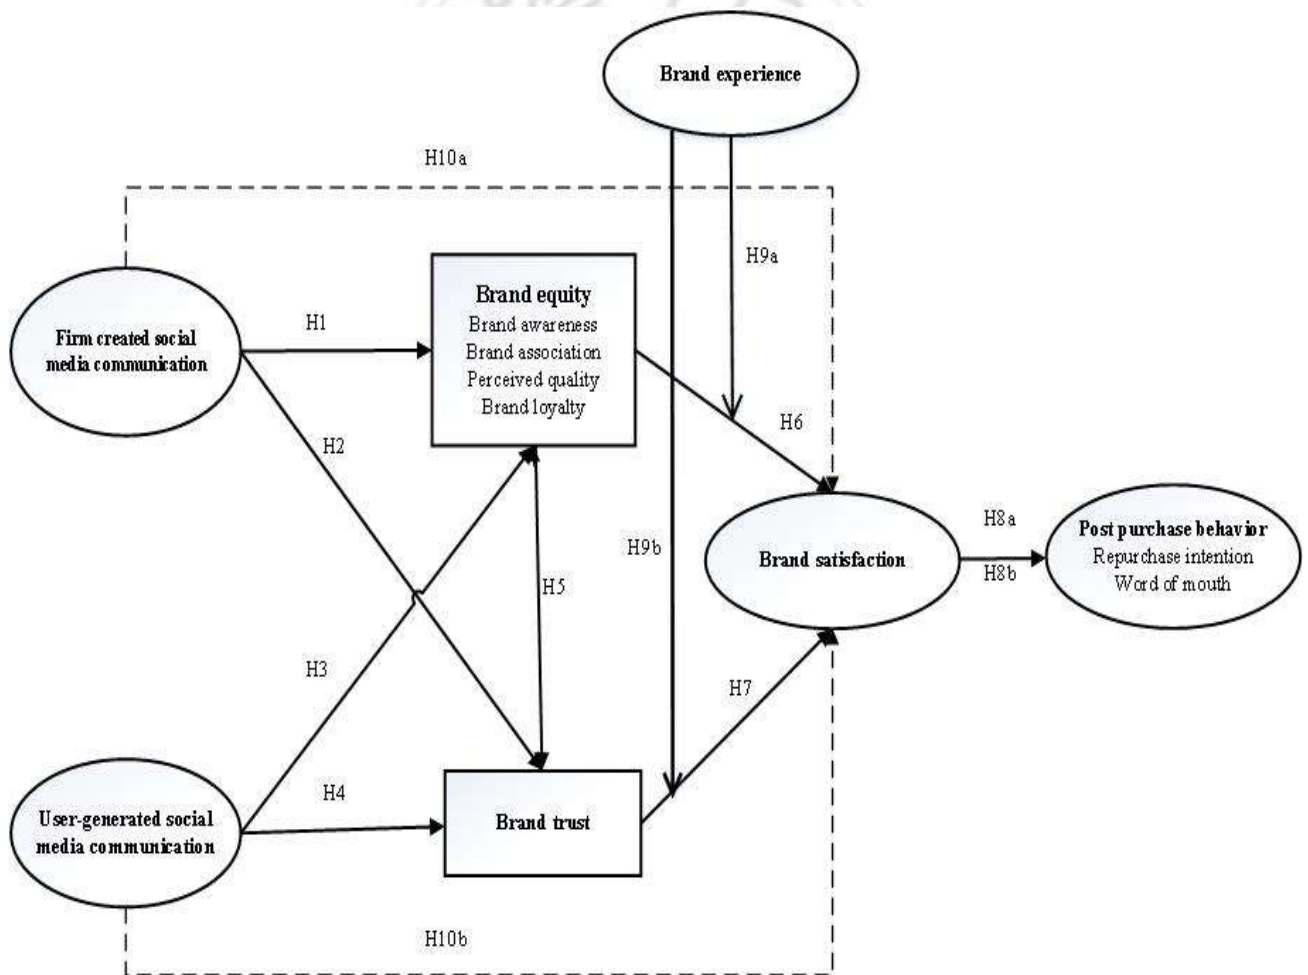 Brand experience
H10a
H9a
Firm created social
media communication
H1
Brand equity
Brand awareness
Brand association
Perceived quality
Brand loyalty
H2
H6
H3
H5
H9b
Brand satisfaction
H8a
H8b
Post purchase behavior
Repurchase intention
Word of mouth
H7
User-generated social
media communication
H4
Brand trust
H10b